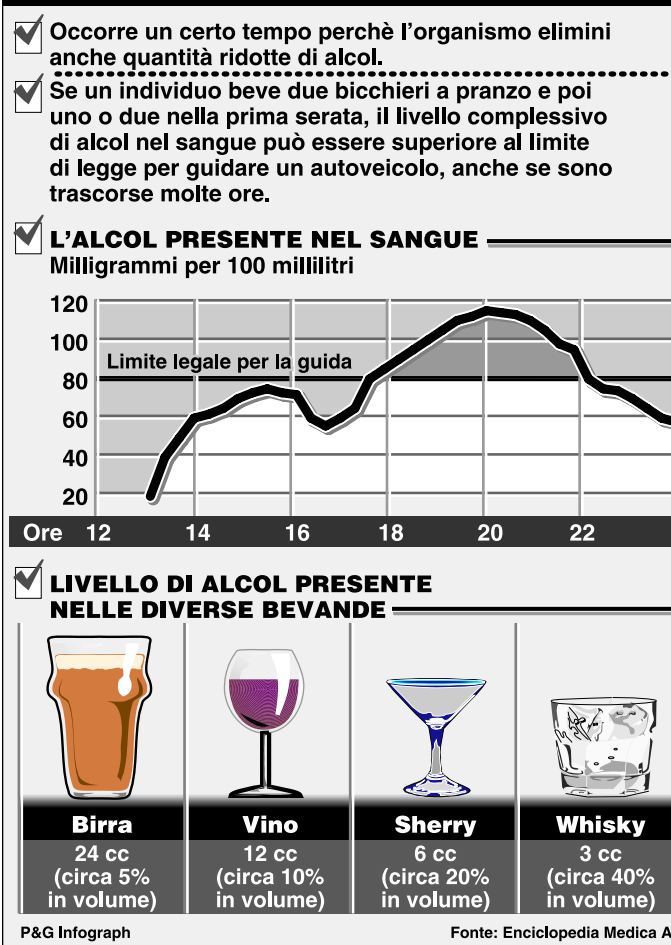 Occorre un certo tempo perchè l'organismo elimini
anche quantità ridotte di alcol.
Se un individuo beve due bicchieri a pranzo e poi
uno o due nella prima serata, il livello complessivo
di alcol nel sangue può essere superiore al limite
di legge per guidare un autoveicolo, anche se sono
trascorse molte ore.
L'ALCOL PRESENTE NEL SANGUE
Milligrammi per 100 millilitri
120
100
Limite legale per la guida
80
60
40
20
Ore 12 14 16 18 20 22
LIVELLO DI ALCOL PRESENTE
NELLE DIVERSE BEVANDE
Birra Vino Sherry Whisky
24 cc 12 cc 6 cc 3 cc
(circa 5% (circa 10% (circa 20% (circa 40%
in volume) in volume) in volume) in volume)
P&G Infograph Fonte: Enciclopedia Medica A